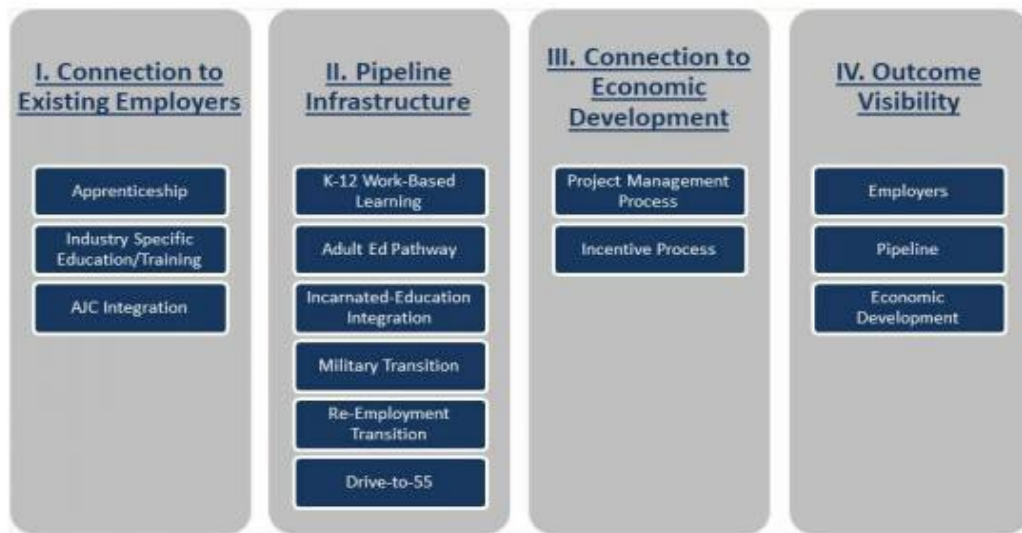 I. Connection to
Existing Employers
Apprenticeship
Industry Specific
Education/Training
AJC Integration
II. Pipeline
Infrastructure
K-12 Work-Based
Learning
Adult Ed Pathway
Incarnated-Education
Integration
Military Transition
Re-Employment
Transition
Drive-to-55
III. Connection to
Economic
Development
Project Management
Process
Incentive Process
IV. Outcome
Visibility
Employers
Pipeline
Economic
Development